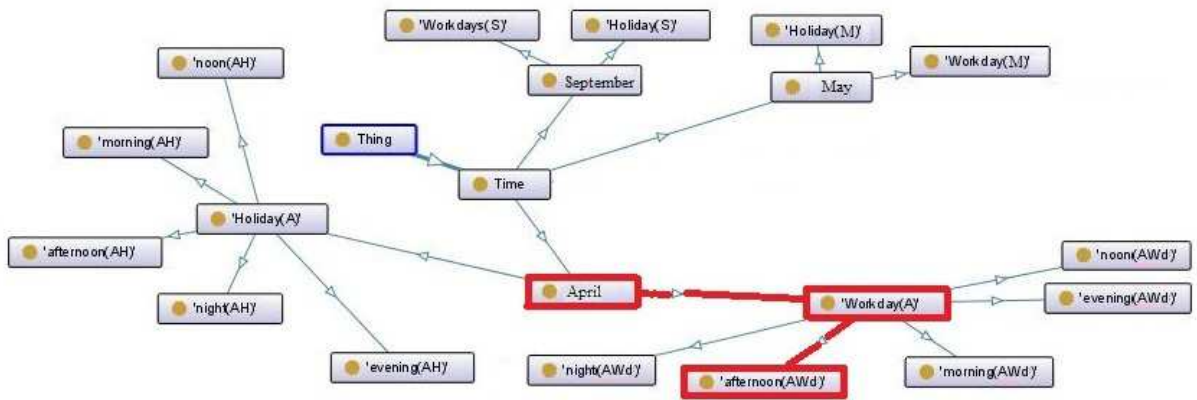 'Workdays(S)'
'Holiday(S)'
'Holiday(M)'
'noon(AH)'
'Workday(M)'
September
May
'morning(AH)'
Thing
Time
'Holiday(A)'
'afternoon(AH)'
'noon(AWd)'
April
'Workday(A)'
'evening(AWd)'
'night(AH)'
'evening(AH)'
'night(AWd)'
'afternoon(AWd)'
'morning(AWd)'